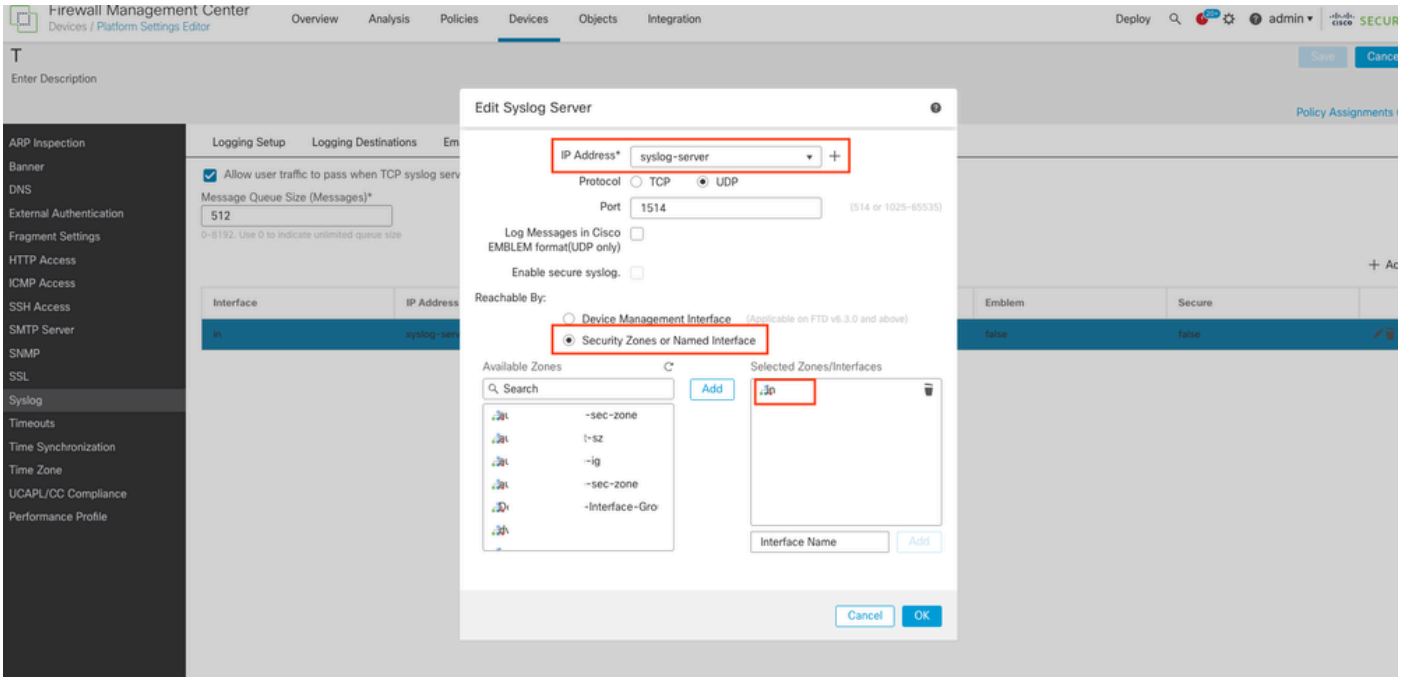 Firewall Management Center
Devices / Platform Settings Editor
Overview Analysis Policies Devices Objects Integration
Deploy 20+ admin cisco SECUR
T
Enter Description
Save Cance
Policy Assignments
ARP Inspection
Banner
DNS
External Authentication
Fragment Settings
HTTP Access
ICMP Access
SSH Access
SMTP Server
SNMP
SSL
Syslog
Timeouts
Time Synchronization
Time Zone
UCAPL/CC Compliance
Performance Profile
Logging Setup Logging Destinations Em
Allow user traffic to pass when TCP syslog serv
Message Queue Size (Messages)*
512
0-8192. Use 0 to indicate unlimited queue size
+ Ad
Interface IP Address Emblem Secure
in syslog-serv false false
Edit Syslog Server
IP Address* syslog-server +
Protocol TCP UDP
Port 1514 (514 or 1025-65535)
Log Messages in Cisco
EMBLEM format(UDP only)
Enable secure syslog.
Reachable By:
Device Management Interface (Applicable on FTD v6.3.0 and above)
Security Zones or Named Interface
Available Zones
Search
-sec-zone
-sz
-ig
-sec-zone
-Interface-Gro
Add
Selected Zones/Interfaces
Interface Name Add
Cancel OK